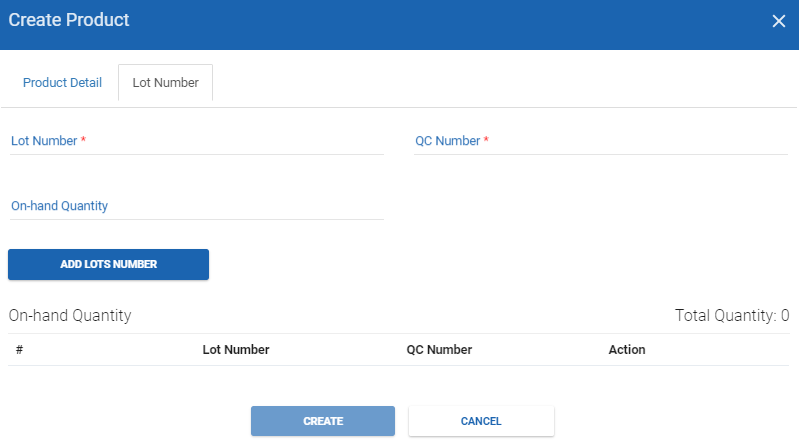 Create Product
Product Detail Lot Number
Lot Number * QC Number *
On-hand Quantity
ADD LOTS NUMBER
On-hand Quantity Total Quantity: 0
# Lot Number QC Number Action
CREATE CANCEL